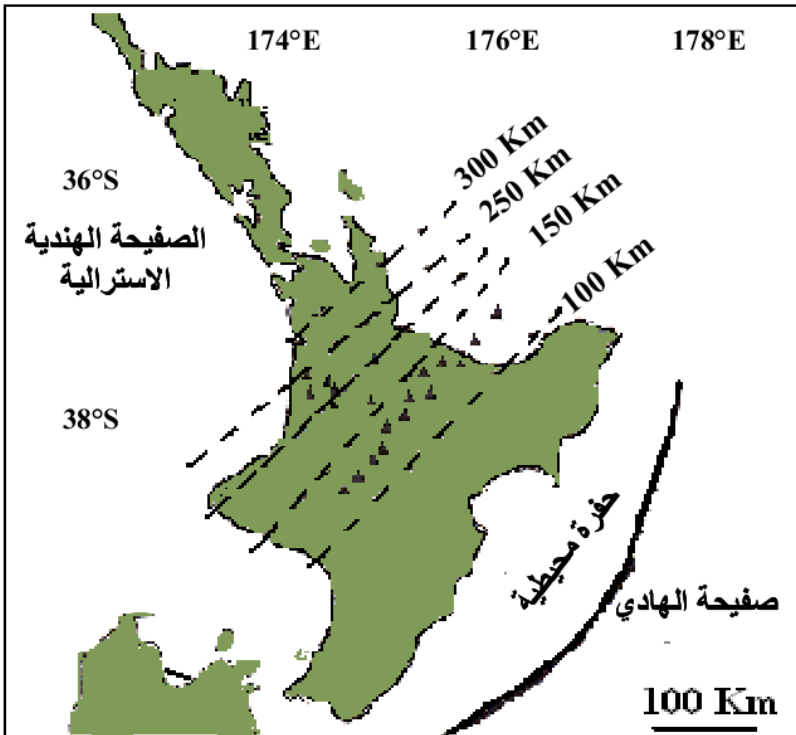 174°E 176°E 178°E
36°S
300 Km
250 Km
150 Km
100 Km
الصفيحة الهندية
الاسترالية
38°S
حفرة محيطية
صفيحة الهادي
100 Km